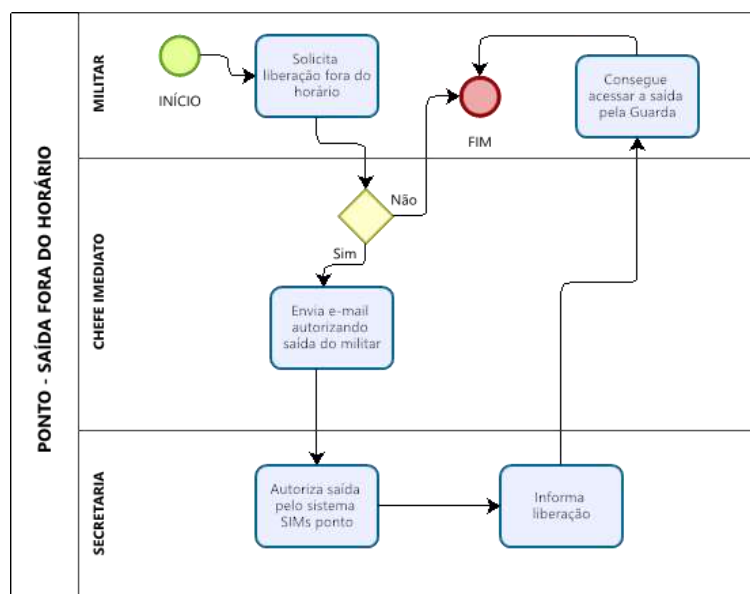 PONTO - SAÍDA FORA DO HORÁRIO
MILITAR
INÍCIO
Solicita
liberação fora do
horário
FIM
Consegue
acessar a saída
pela Guarda
CHEFE IMEDIATO
Não
Sim
Envia e-mail
autorizando
saída do militar
SECRETARIA
Autoriza saída
pelo sistema
SIMs ponto
Informa
liberação